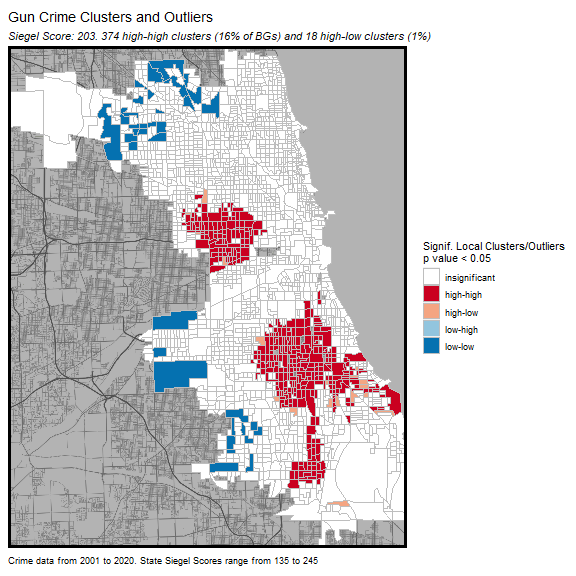 Gun Crime Clusters and Outliers
Siegel Score: 203. 374 high-high clusters (16% of BGs) and 18 high-low clusters (1%)
Signif. Local Clusters/Outliers
p value < 0.05
insignificant
high-high
high-low
low-high
low-low
Crime data from 2001 to 2020. State Siegel Scores range from 135 to 245